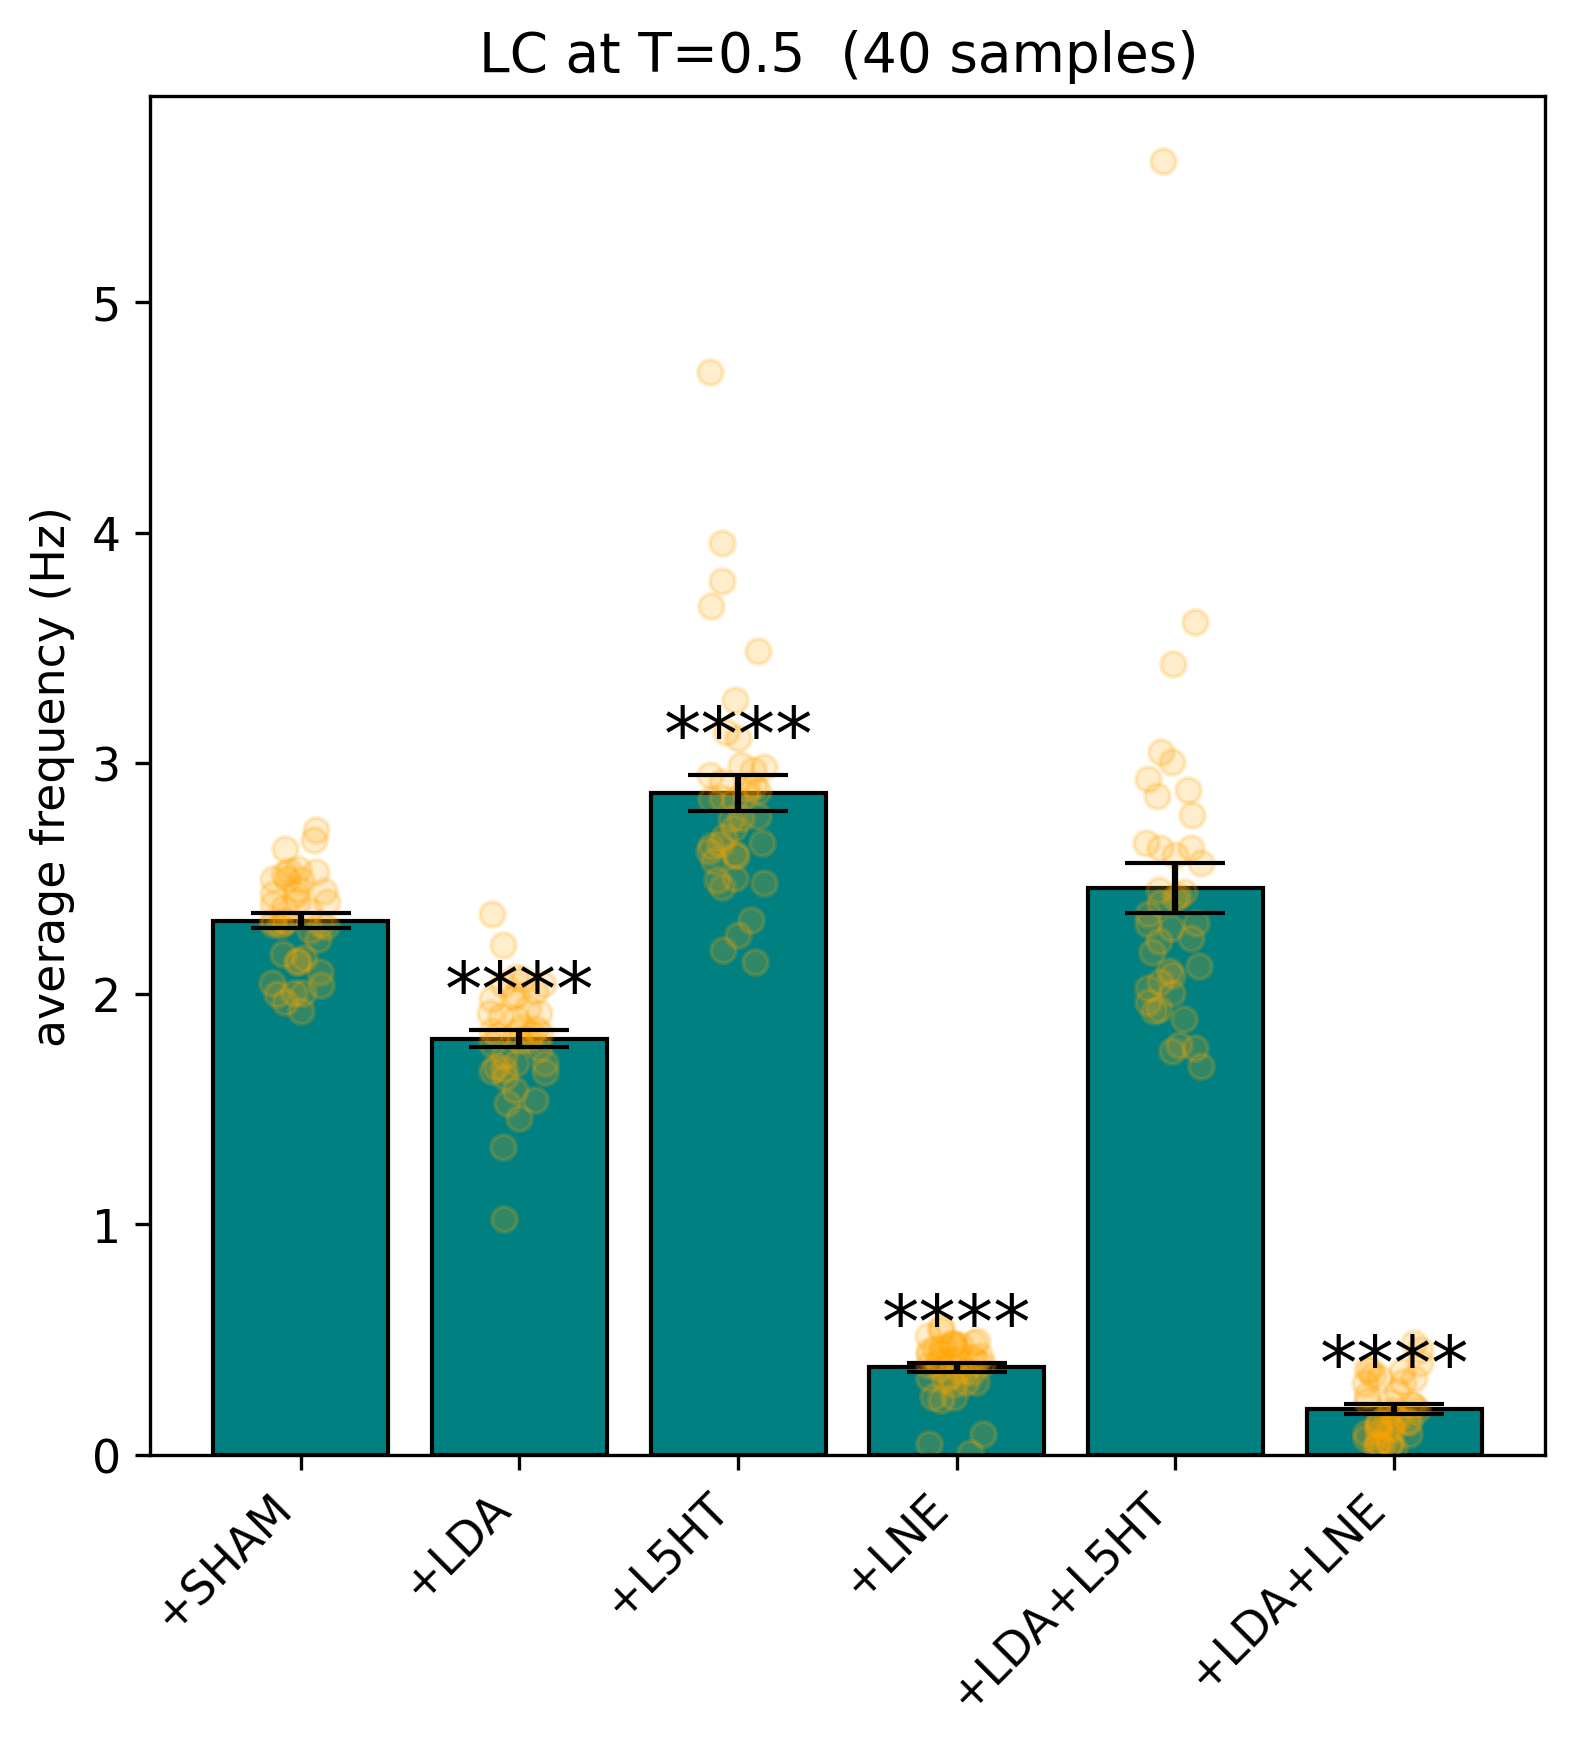 LC at T=0.5  (40 samples)
average frequency (Hz)
5
4
3
2
1
0
****
****
****
****
+SHAM
+LDA
+L5HT
+LNE
+LDA+L5HT
+LDA+LNE